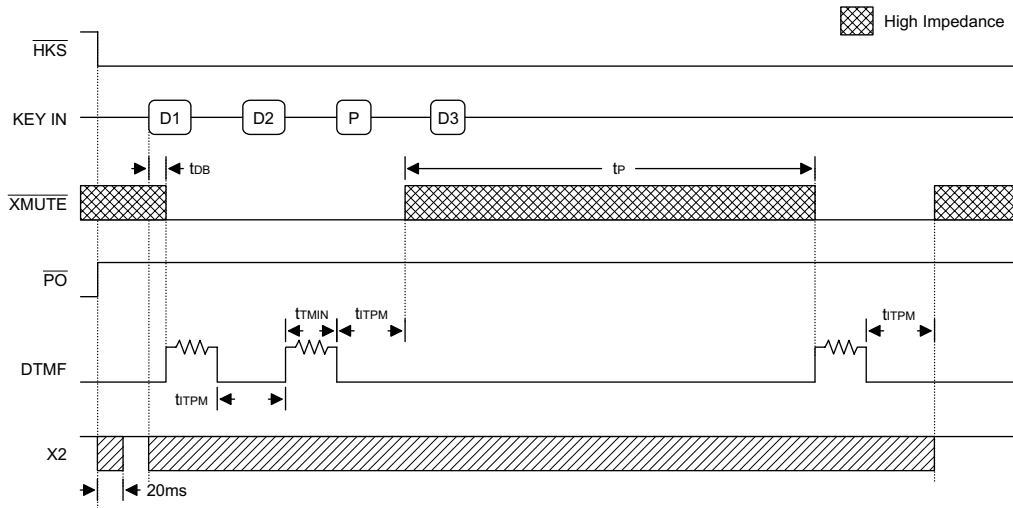 High Impedance
HKS
KEY IN D1 D2 P D3
tDB tP
XMUTE
PO
tTMIN tITPM tITPM
DTMF
tITPM
X2
20ms